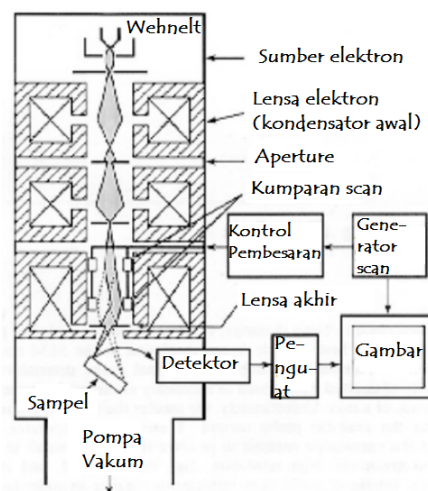 Wehnelt
Sumber elektron
Lensa elektron
(kondensator awal)
Aperture
Kumparan scan
Kontrol
Pembesaran
Gene-
rator
scan
Lensa akhir
Detektor
Pe-
ngu-
at
Gambar
Sampel
Pompa
Vakum